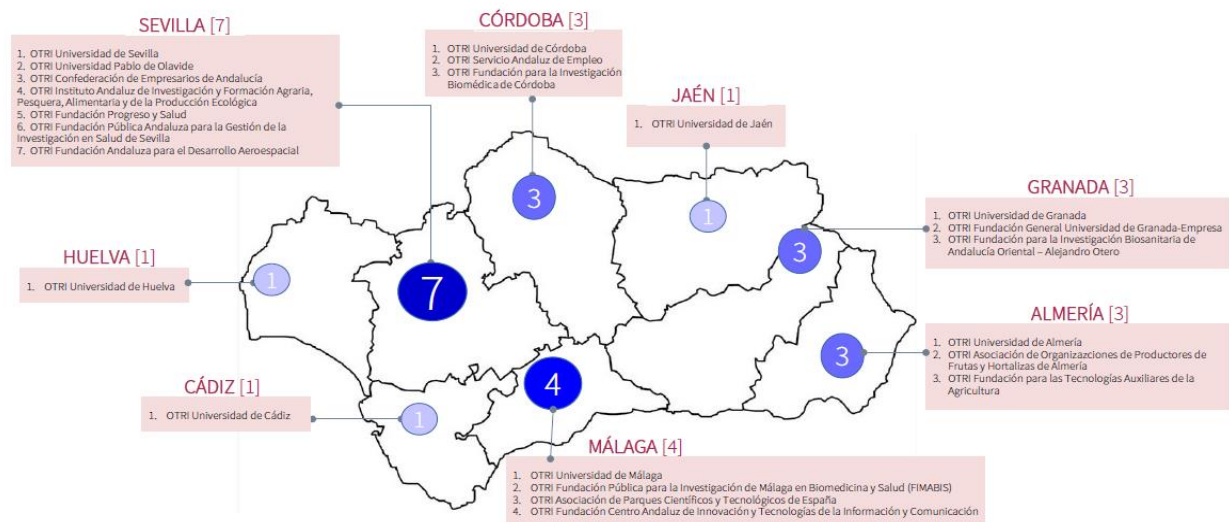 SEVILLA [7]
1. OTRI Universidad de Sevilla
2. OTRI Universidad Pablo de Olavide
3. OTRI Confederación de Empresarios de Andalucía
4. OTRI Instituto Andaluz de Investigación y Formación Agraria,
Pesquera, Alimentaria y de la Producción Ecológica
5. OTRI Fundación Progreso y Salud
6. OTRI Fundación Pública Andaluza para la Gestión de la
Investigación en Salud de Sevilla
7. OTRI Fundación Andaluza para el Desarrollo Aeroespacial
CÓRDOBA [3]
1. OTRI Universidad de Córdoba
2. OTRI Servicio Andaluz de Empleo
3. OTRI Fundación para la Investigación
Biomédica de Córdoba
JAÉN [1]
1. OTRI Universidad de Jaén
GRANADA [3]
1. OTRI Universidad de Granada
2. OTRI Fundación General Universidad de Granada-Empresa
3. OTRI Fundación para la Investigación Biosanitaria de
Andalucía Oriental – Alejandro Otero
HUELVA [1]
1. OTRI Universidad de Huelva
ALMERÍA [3]
1. OTRI Universidad de Almería
2. OTRI Asociación de Organizazciones de Productores de
Frutas y Hortalizas de Almería
3. OTRI Fundación para las Tecnologías Auxiliares de la
Agricultura
CÁDIZ [1]
1. OTRI Universidad de Cádiz
MÁLAGA [4]
1. OTRI Universidad de Málaga
2. OTRI Fundación Pública para la Investigación de Málaga en Biomedicina y Salud (FIMABIS)
3. OTRI Asociación de Parques Científicos y Tecnológicos de España
4. OTRI Fundación Centro Andaluz de Innovación y Tecnologías de la Información y Comunicación
3
1
3
1
7
3
4
1